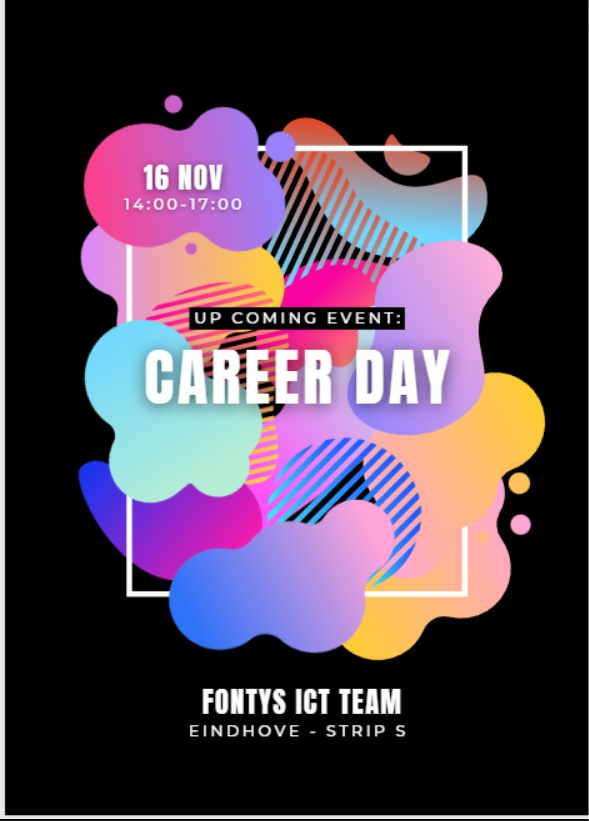 16 NOV
14:00-17:00
UP COMING EVENT:
CAREER DAY
FONTYS ICT TEAM
EINDHOVE - STRIP S